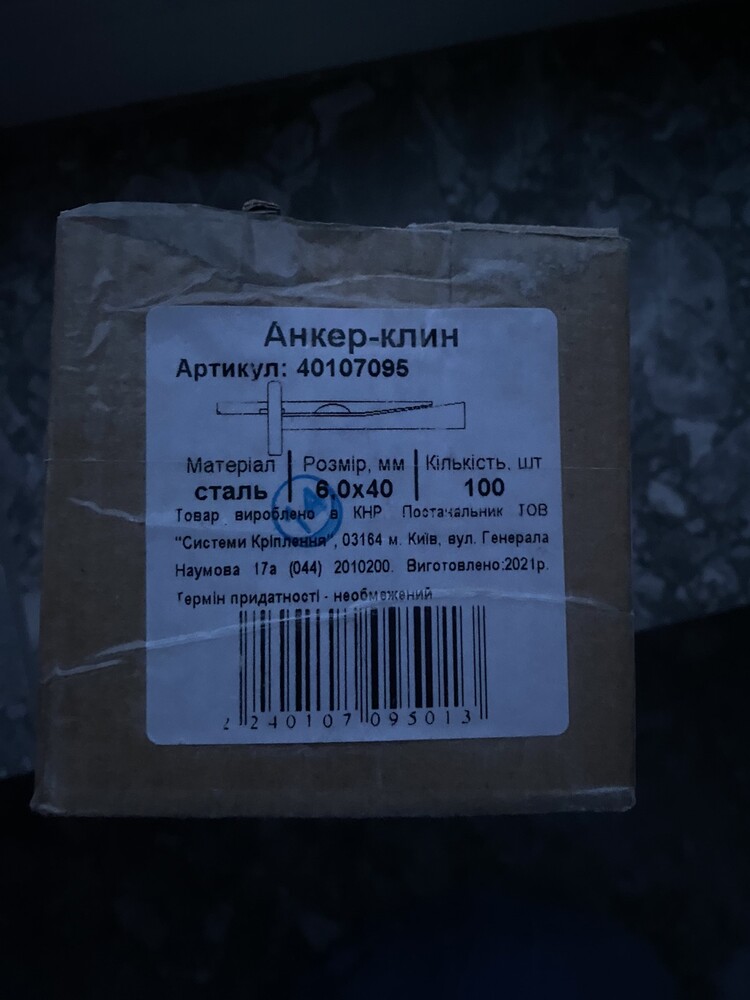 Анкер-клин
Артикул: 40107095
Матеріал | Розмір, мм | Кількість, шт
сталь | 6,0х40 | 100
Товар вироблено в КНР Постачальник ТОВ
"Системи Кріплення", 03164 м. Київ, вул. Генерала
Наумова 17а (044) 2010200. Виготовлено:2021р.
Термін придатності - необмежений
2 240107 095013